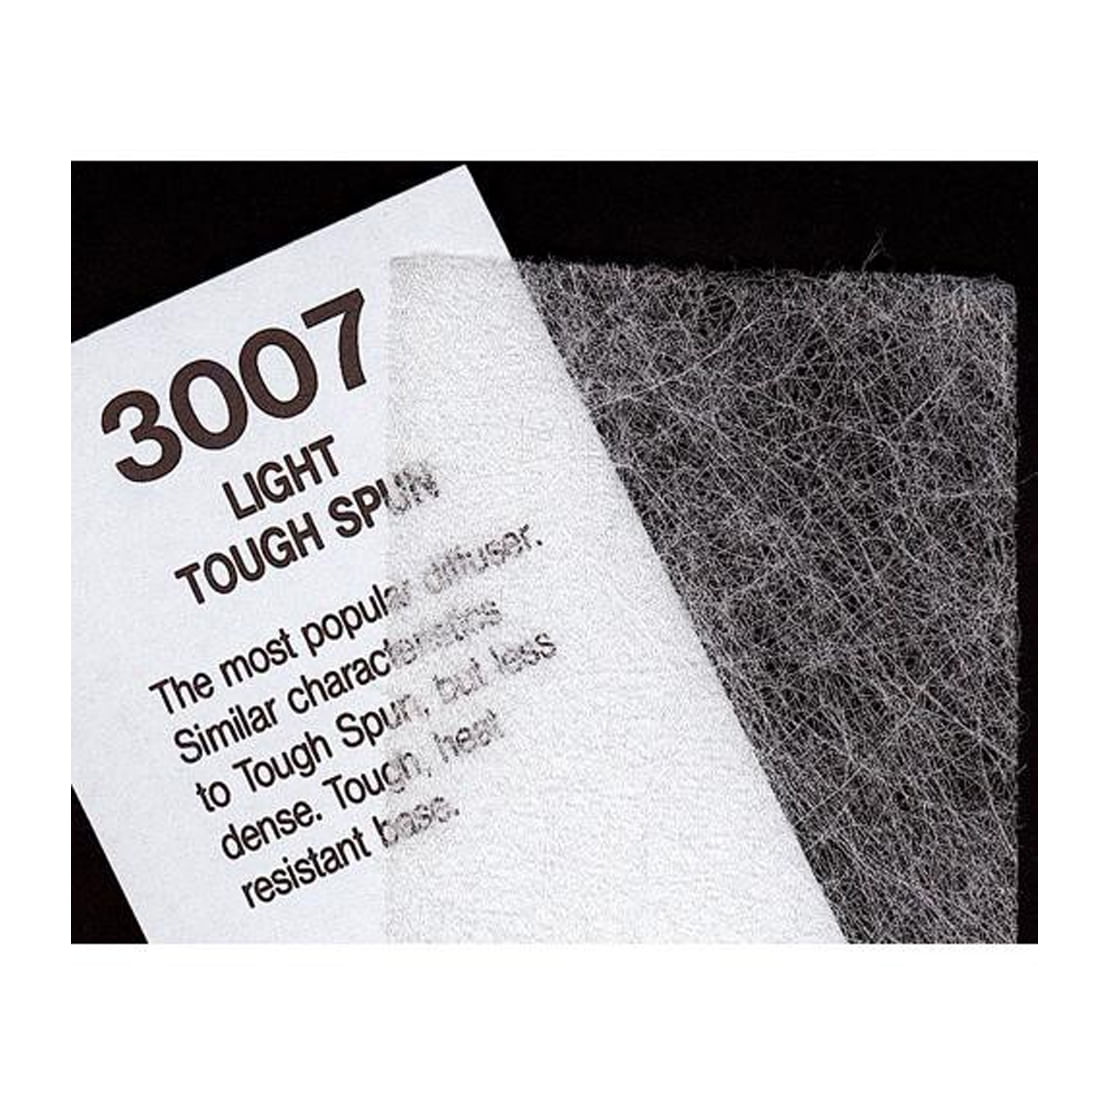 3007
LIGHT
TOUGH SPUN
The most popular diffuser.
Similar characteristics
to Tough Spun, but less
dense. Tough, heat
resistant base.